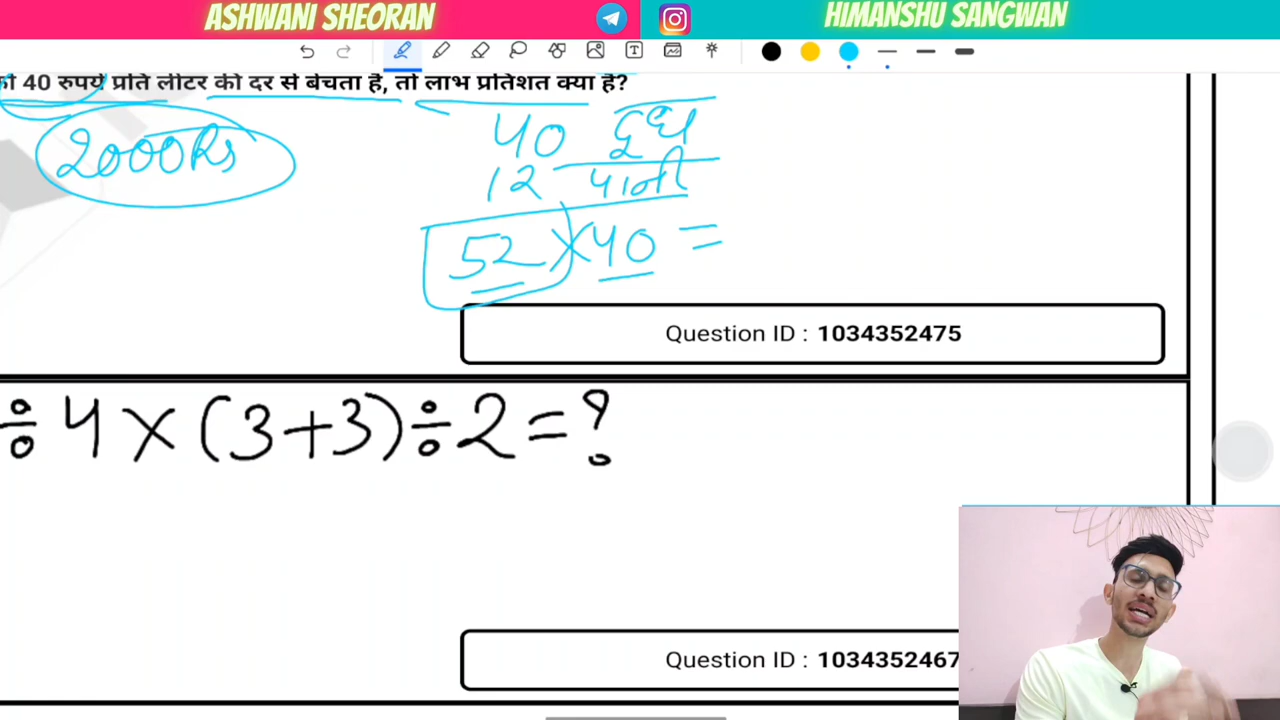 ASHWANI SHEORAN
HIMANSHU SANGWAN
40 रुपये प्रति लीटर की दर से बेचता है, तो लाभ प्रतिशत क्या है?
2000Rs
40 दूध
12 पानी
52 × 40 =
Question ID : 1034352475
÷ 4 × (3+3) ÷ 2 = ?
Question ID : 1034352467